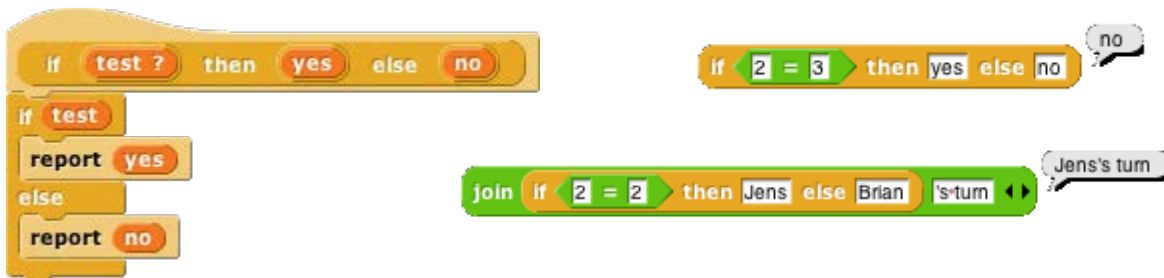 if test ? then yes else no
if test
report yes
else
report no
if 2 = 3 then yes else no
no
join if 2 = 2 then Jens else Brian 's turn
Jens's turn